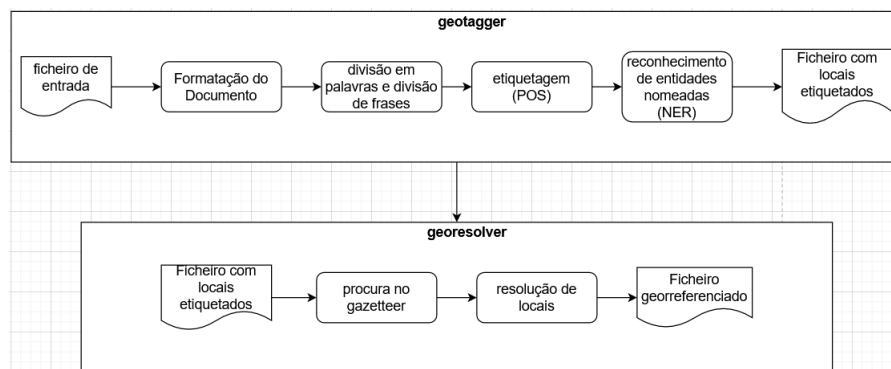 geotagger
ficheiro de
entrada
Formatação do
Documento
divisão em
palavras e divisão
de frases
etiquetagem
(POS)
reconhecimento
de entidades
nomeadas
(NER)
Ficheiro com
locais
etiquetados
georesolver
Ficheiro com
locais
etiquetados
procura no
gazetteer
resolução de
locais
Ficheiro
georreferenciado